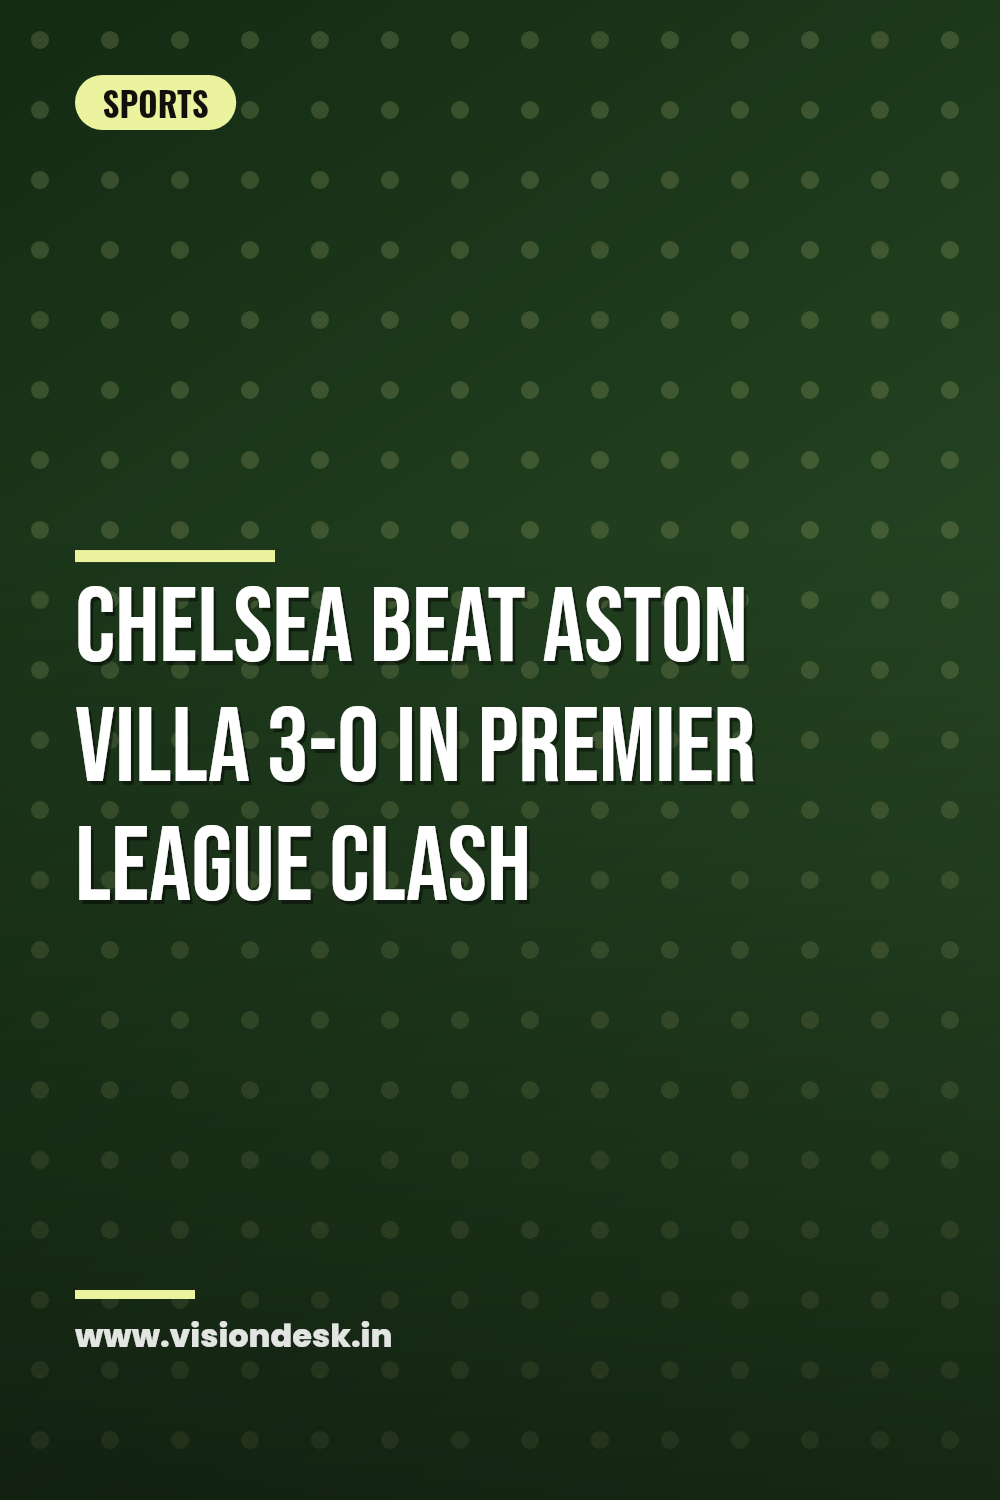 SPORTS
CHELSEA BEAT ASTON
VILLA 3-0 IN PREMIER
LEAGUE CLASH
www.visiondesk.in